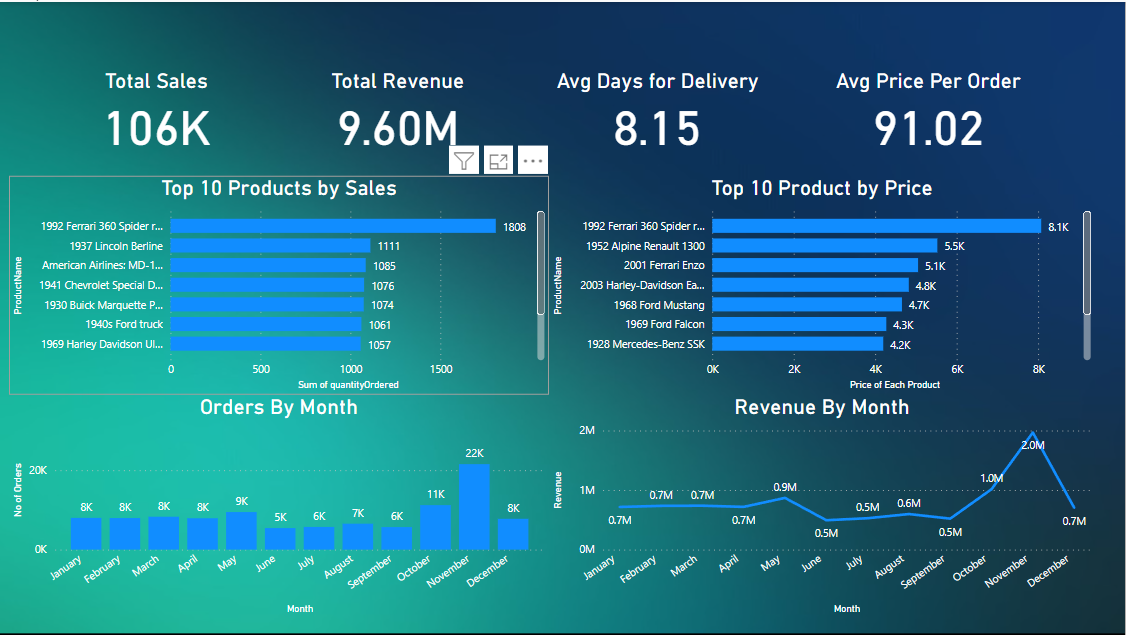 Total Sales
106K
Total Revenue
9.60M
Avg Days for Delivery
8.15
Avg Price Per Order
91.02
Top 10 Products by Sales
ProductName
1992 Ferrari 360 Spider r... 1808
1937 Lincoln Berline 1111
American Airlines: MD-1... 1085
1941 Chevrolet Special D... 1076
1930 Buick Marquette P... 1074
1940s Ford truck 1061
1969 Harley Davidson Ul... 1057
0 500 1000 1500
Sum of quantityOrdered
Top 10 Product by Price
ProductName
1992 Ferrari 360 Spider r... 8.1K
1952 Alpine Renault 1300 5.5K
2001 Ferrari Enzo 5.1K
2003 Harley-Davidson Ea... 4.8K
1968 Ford Mustang 4.7K
1969 Ford Falcon 4.3K
1928 Mercedes-Benz SSK 4.2K
0K 2K 4K 6K 8K
Price of Each Product
Orders By Month
No of Orders
20K
0K
8K 8K 8K 8K 9K 5K 6K 7K 6K 11K 22K 8K
January February March April May June July August September October November December
Month
Revenue By Month
Revenue
2M
1M
0M
0.7M 0.7M 0.7M 0.7M 0.9M 0.5M 0.5M 0.6M 0.5M 1.0M 2.0M 0.7M
January February March April May June July August September October November December
Month